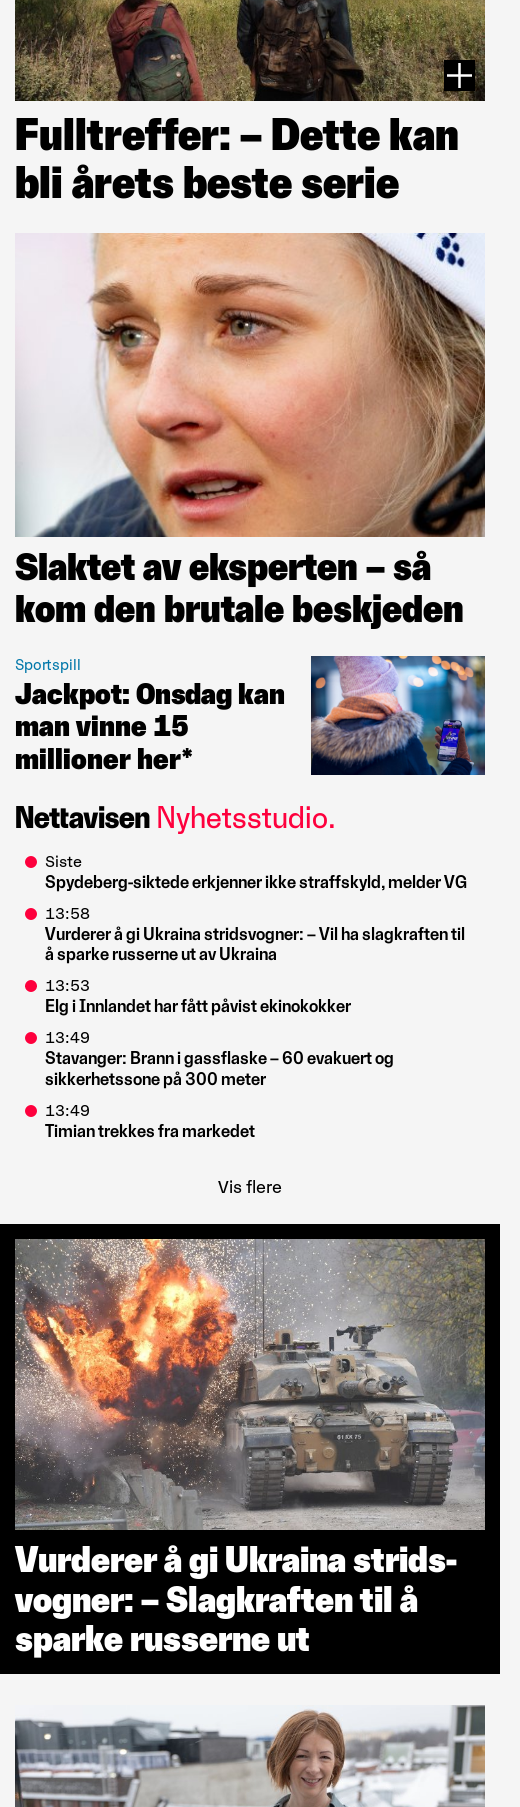 Fulltreffer: – Dette kan
bli årets beste serie
Slaktet av eksperten – så
kom den brutale beskjeden
Sportspill
Jackpot: Onsdag kan
man vinne 15
millioner her*
Nettavisen Nyhetsstudio.
Siste
Spydeberg-siktede erkjenner ikke straffskyld, melder VG
13:58
Vurderer å gi Ukraina stridsvogner: – Vil ha slagkraften til
å sparke russerne ut av Ukraina
13:53
Elg i Innlandet har fått påvist ekinokokker
13:49
Stavanger: Brann i gassflaske – 60 evakuert og
sikkerhetssone på 300 meter
13:49
Timian trekkes fra markedet
Vis flere
Vurderer å gi Ukraina strids-
vogner: – Slagkraften til å
sparke russerne ut